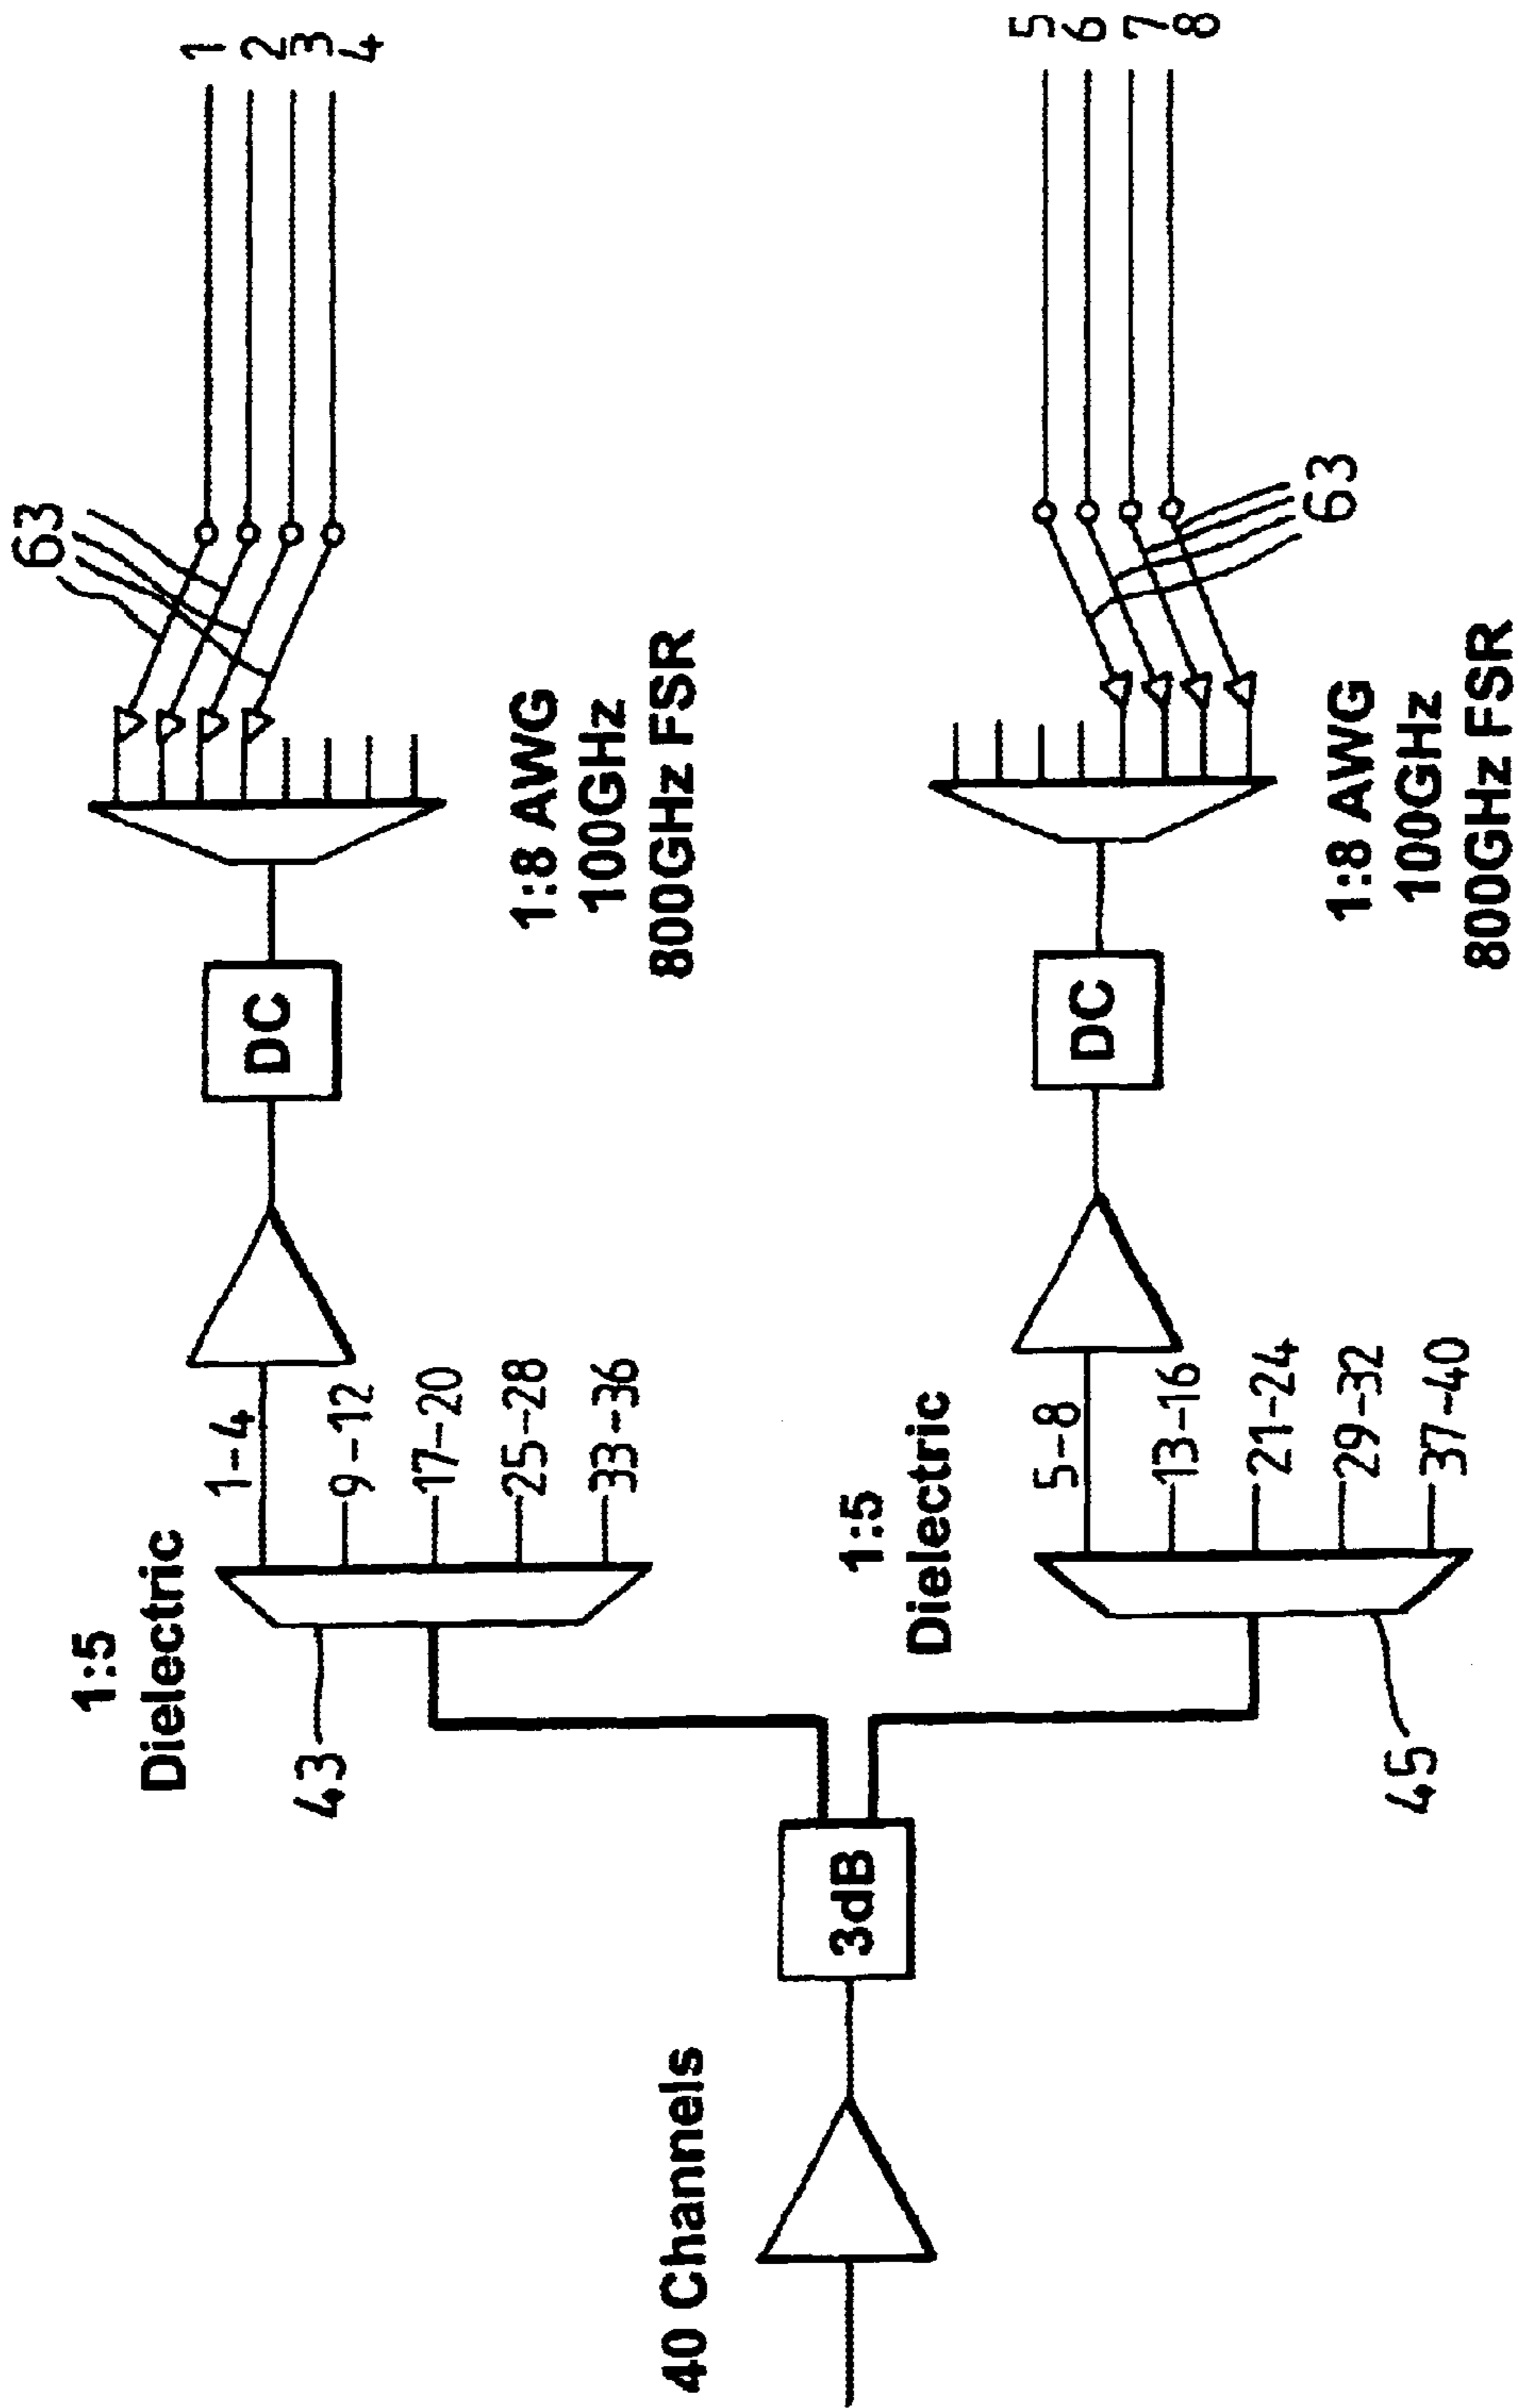 40 Channels
3dB
1:5
Dielectric
43
1-4
9-12
17-20
25-28
33-36
DC
1:8 AWG
100GHz
800GHz FSR
63
1
2
3
4
1:5
Dielectric
45
5-8
13-16
21-24
29-32
37-40
DC
1:8 AWG
100GHz
800GHz FSR
63
5
6
7
8